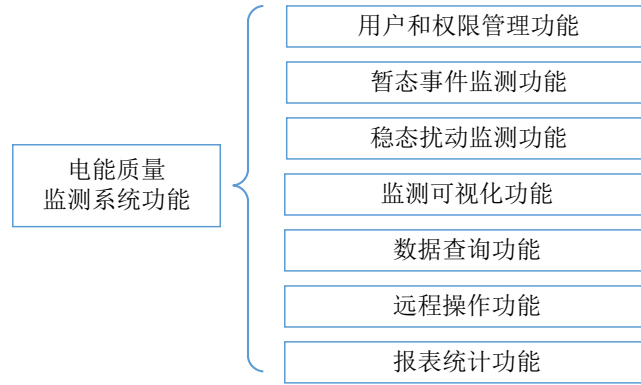 电能质量
监测系统功能
用户和权限管理功能
暂态事件监测功能
稳态扰动监测功能
监测可视化功能
数据查询功能
远程操作功能
报表统计功能